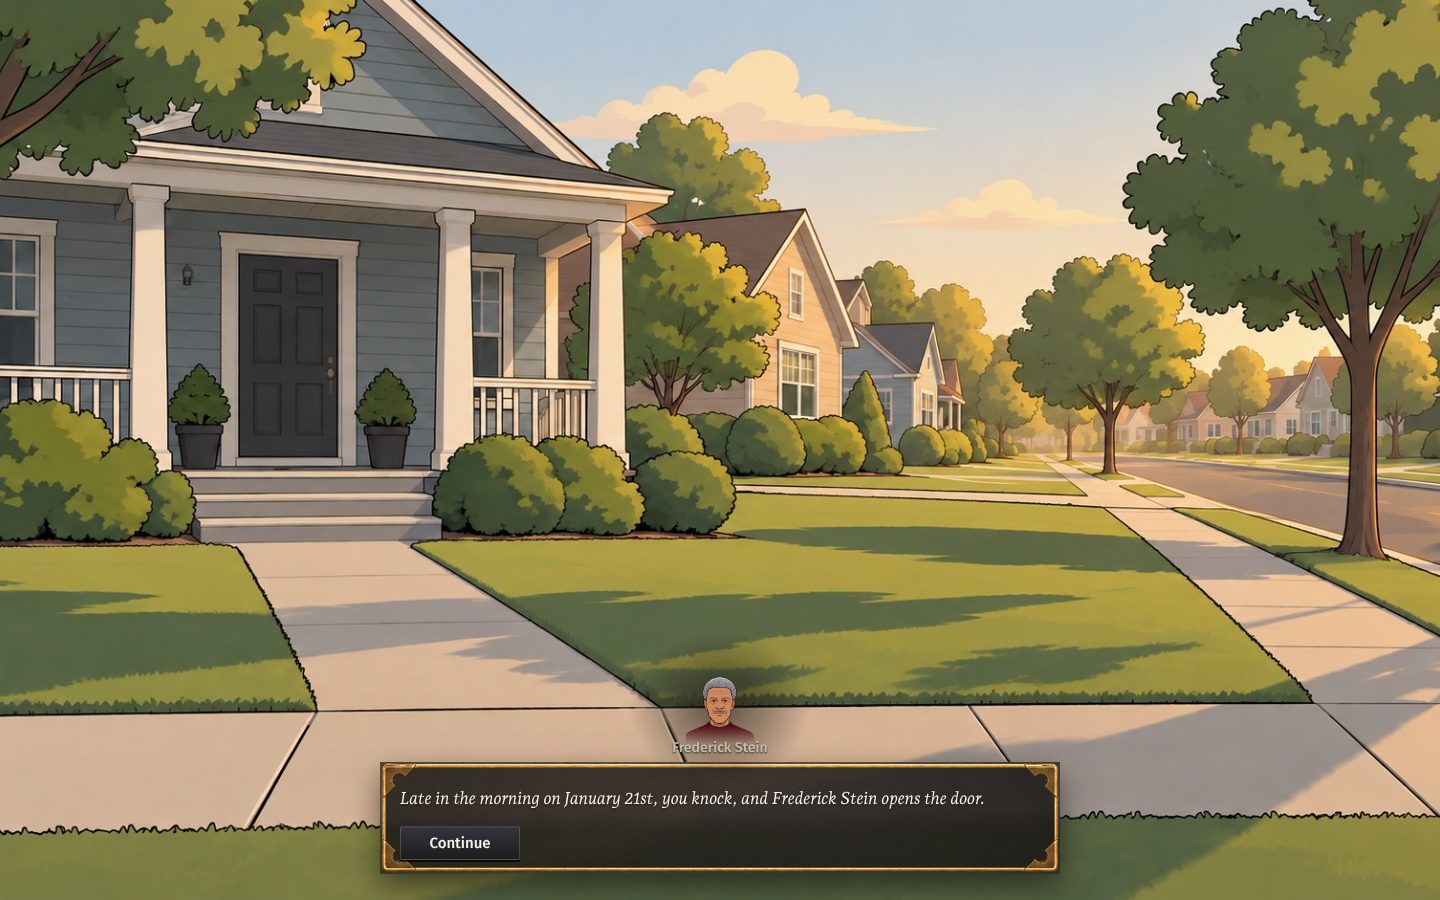 Frederick Stein
Late in the morning on January 21st, you knock, and Frederick Stein opens the door.
Continue